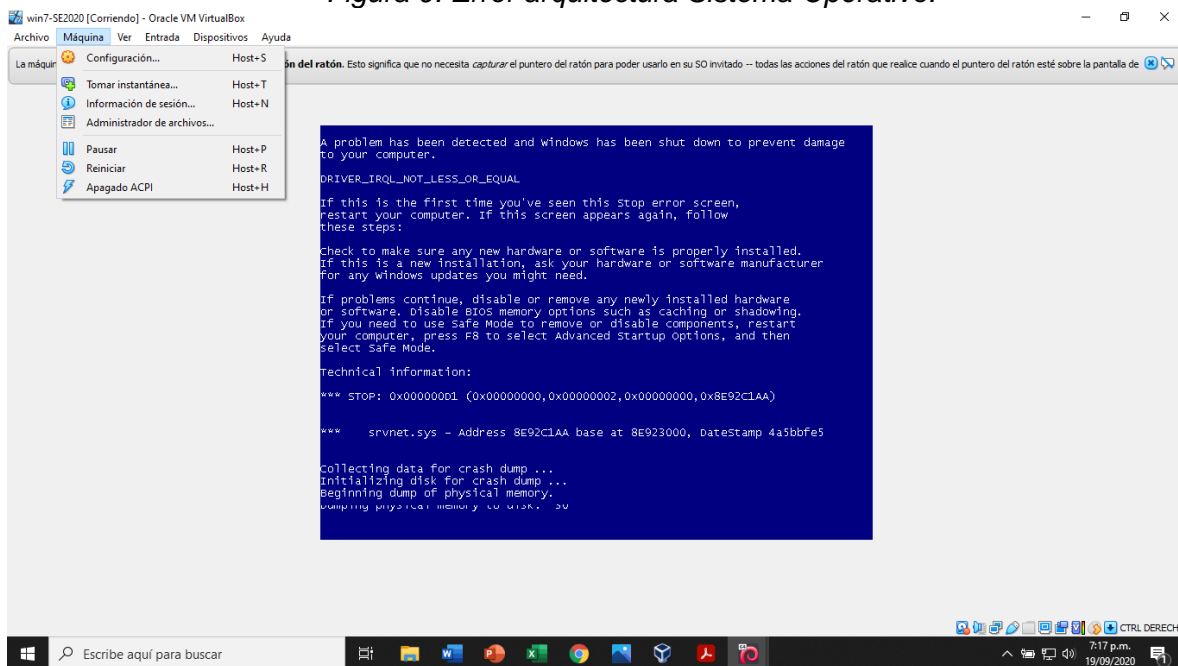 Figura 5. Error arquitectura Sistema Operativo.
win7-SE2020 [Corriendo] - Oracle VM VirtualBox
Archivo Máquina Ver Entrada Dispositivos Ayuda
La máquin
ón del ratón. Esto significa que no necesita capturar el puntero del ratón para poder usarlo en su SO invitado -- todas las acciones del ratón que realice cuando el puntero del ratón esté sobre la pantalla de
Configuración... Host+S
Tomar instantánea... Host+T
Información de sesión... Host+N
Administrador de archivos...
Pausar Host+P
Reiniciar Host+R
Apagado ACPI Host+H
A problem has been detected and Windows has been shut down to prevent damage
to your computer.
DRIVER_IRQL_NOT_LESS_OR_EQUAL
If this is the first time you've seen this Stop error screen,
restart your computer. If this screen appears again, follow
these steps:
Check to make sure any new hardware or software is properly installed.
If this is a new installation, ask your hardware or software manufacturer
for any Windows updates you might need.
If problems continue, disable or remove any newly installed hardware
or software. Disable BIOS memory options such as caching or shadowing.
If you need to use Safe Mode to remove or disable components, restart
your computer, press F8 to select Advanced Startup Options, and then
select Safe Mode.
Technical information:
*** STOP: 0x000000D1 (0x00000000,0x00000002,0x00000000,0x8E92C1AA)
*** srvnet.sys - Address 8E92C1AA base at 8E923000, DateStamp 4a5bbfe5
Collecting data for crash dump ...
Initializing disk for crash dump ...
Beginning dump of physical memory.
Dumping physical memory to disk: 50
CTRL DERECH
Escribe aquí para buscar
7:17 p.m.
19/09/2020